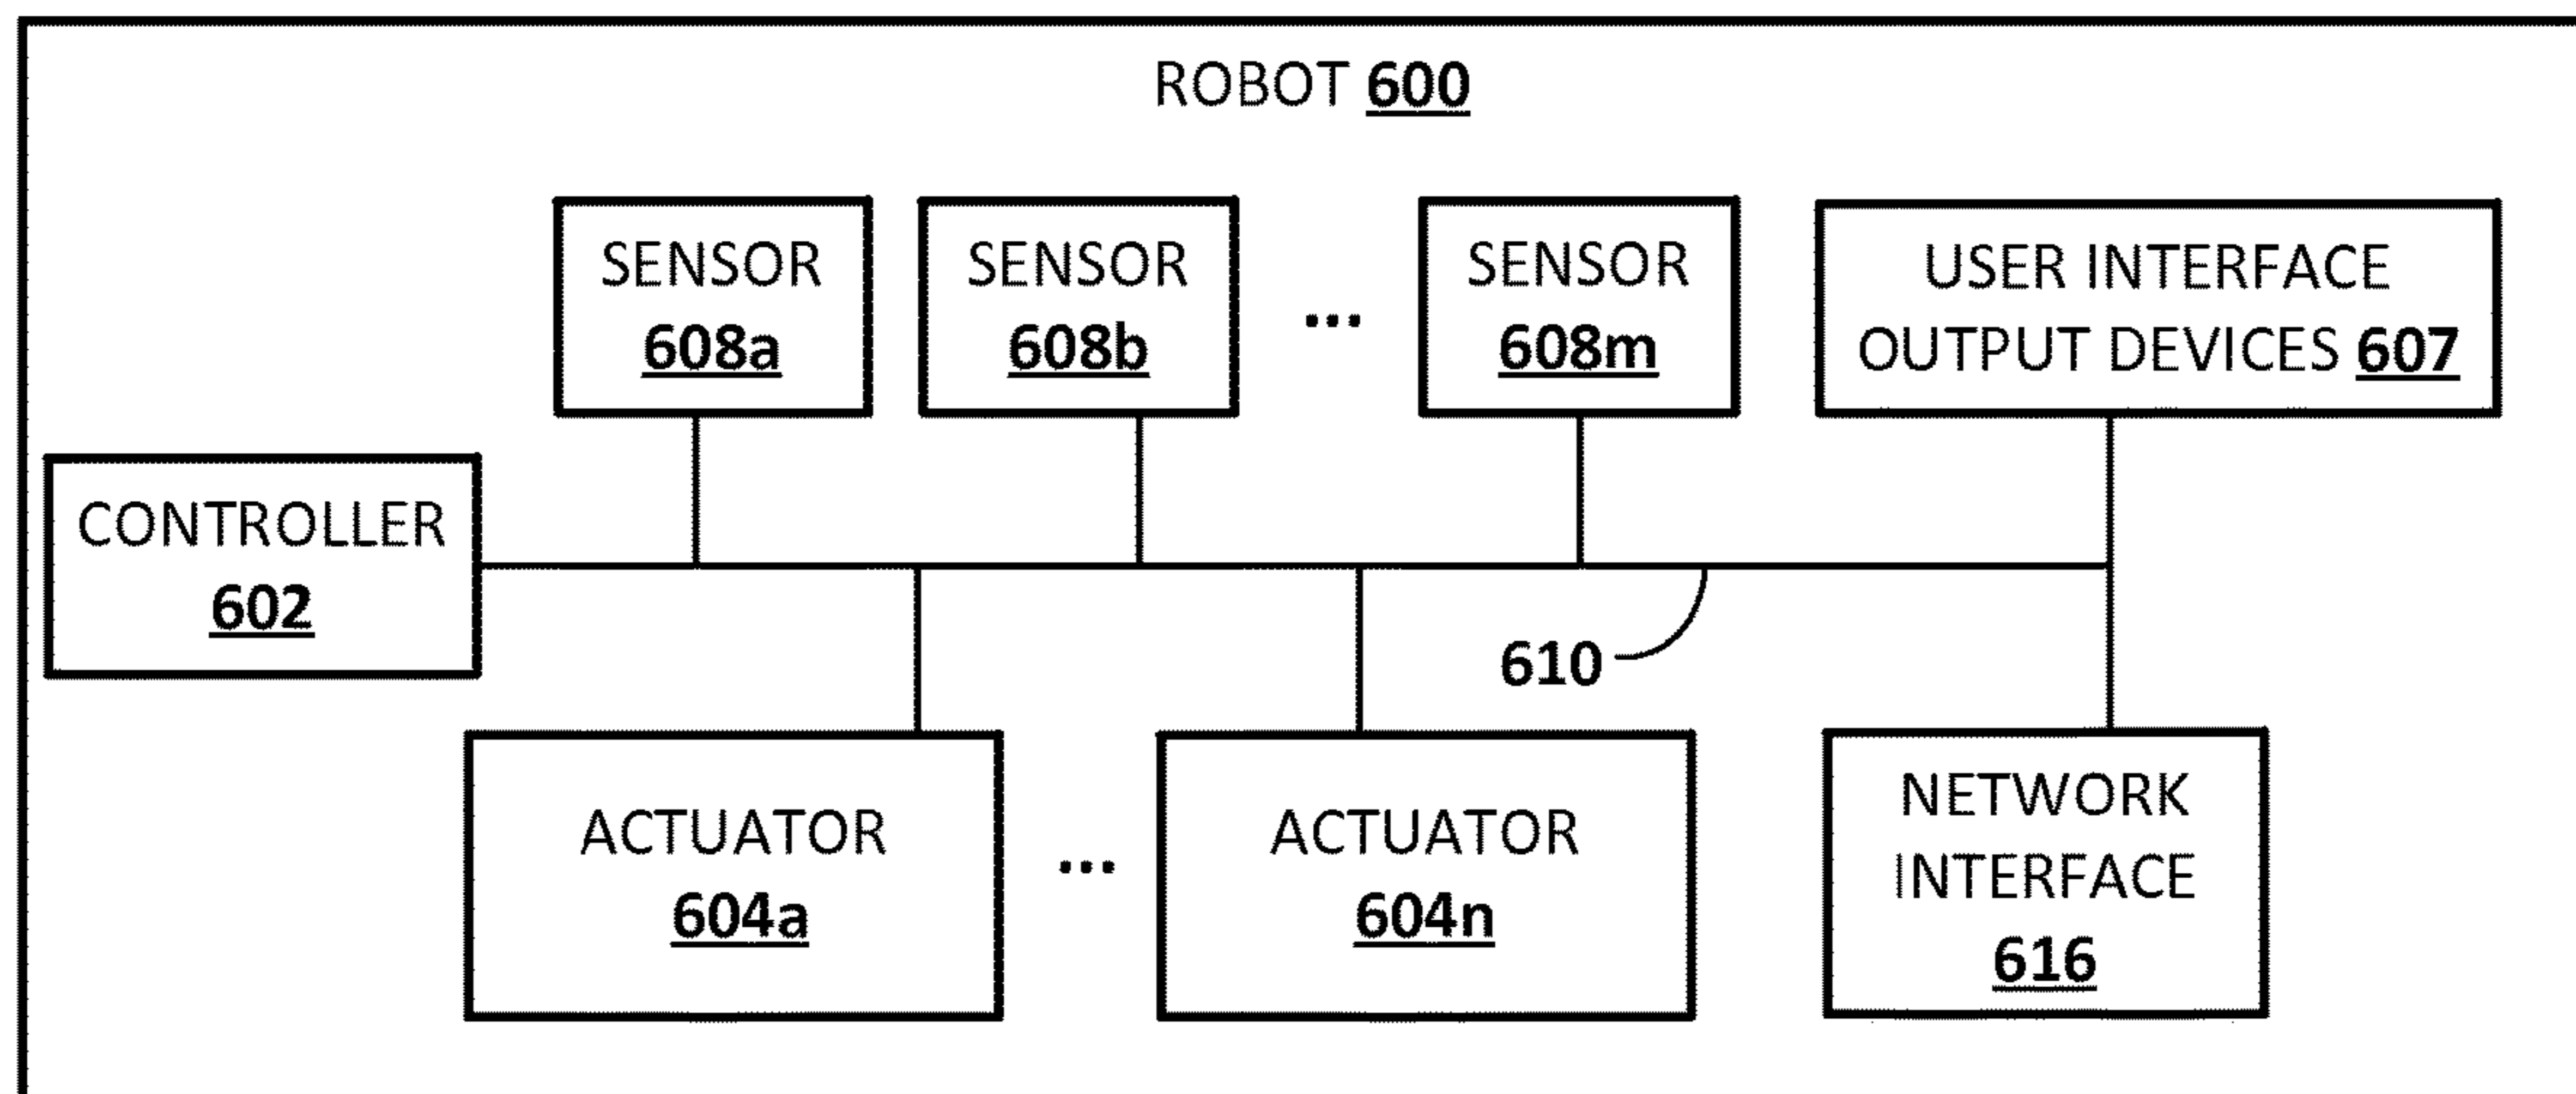 ROBOT 600
SENSOR
608a
SENSOR
608b
...
SENSOR
608m
USER INTERFACE
OUTPUT DEVICES 607
CONTROLLER
602
610
ACTUATOR
604a
...
ACTUATOR
604n
NETWORK
INTERFACE
616